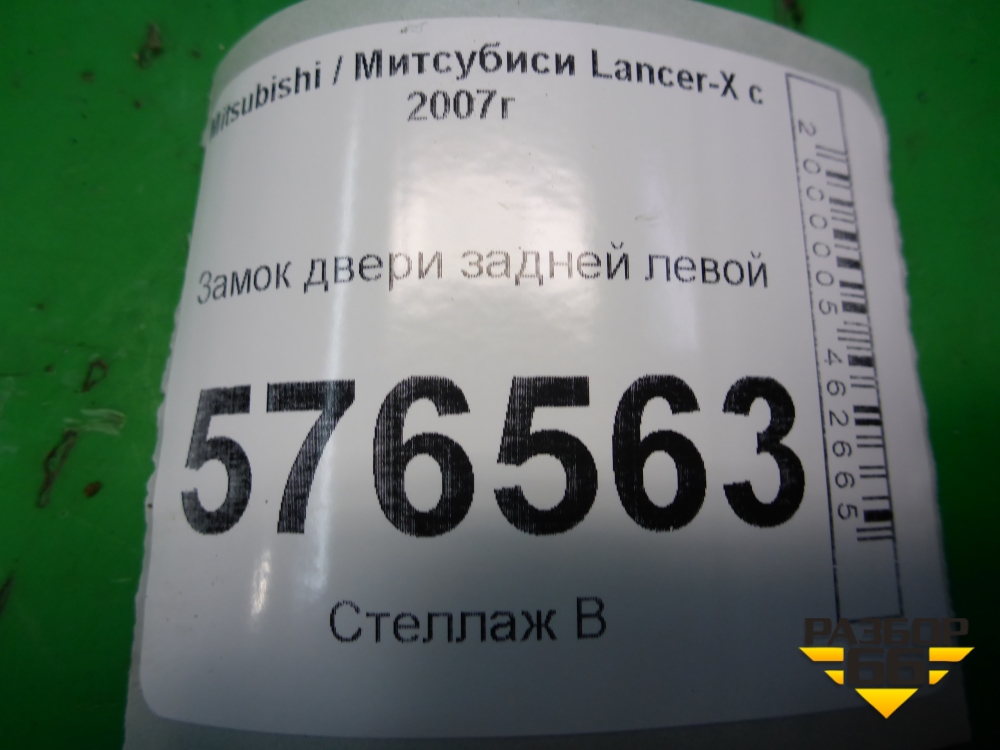 Mitsubishi / Митсубиси Lancer-X с
2007г
Замок двери задней левой
576563
Стеллаж В
2000005462665
РАЗБОР
66